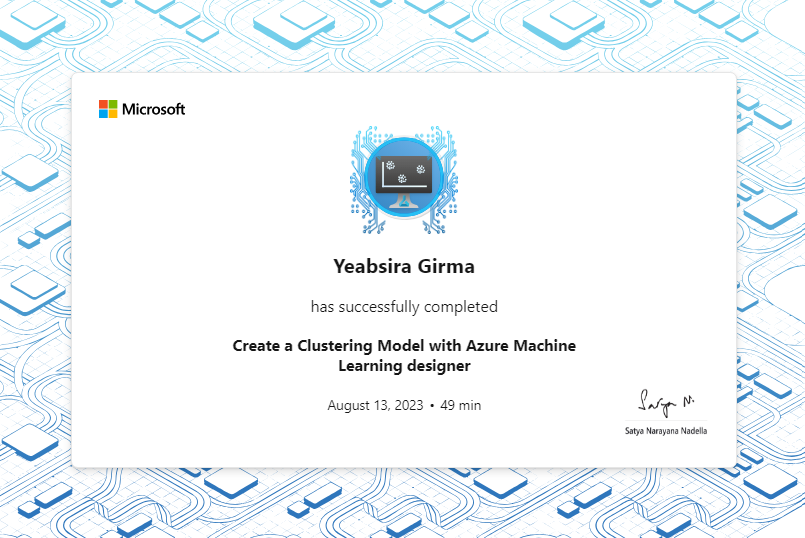 Microsoft
Yeabsira Girma
has successfully completed
Create a Clustering Model with Azure Machine
Learning designer
August 13, 2023 • 49 min
Satya N.
Satya Narayana Nadella